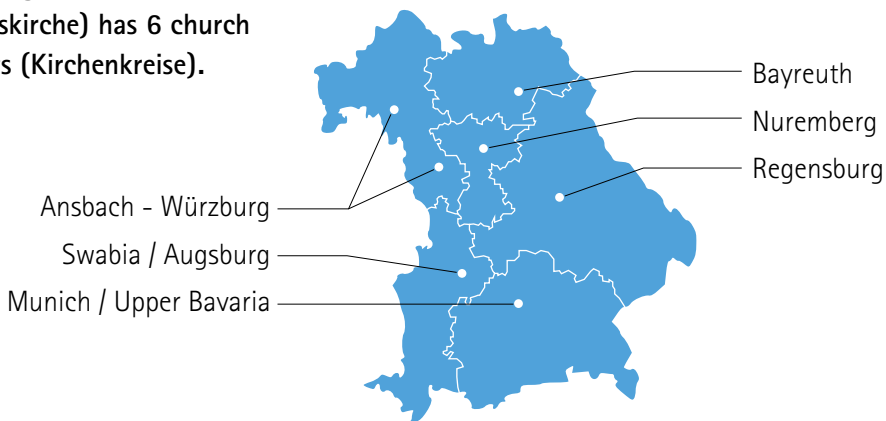 skirche) has 6 church
s (Kirchenkreise).
Bayreuth
Nuremberg
Regensburg
Ansbach - Würzburg
Swabia / Augsburg
Munich / Upper Bavaria